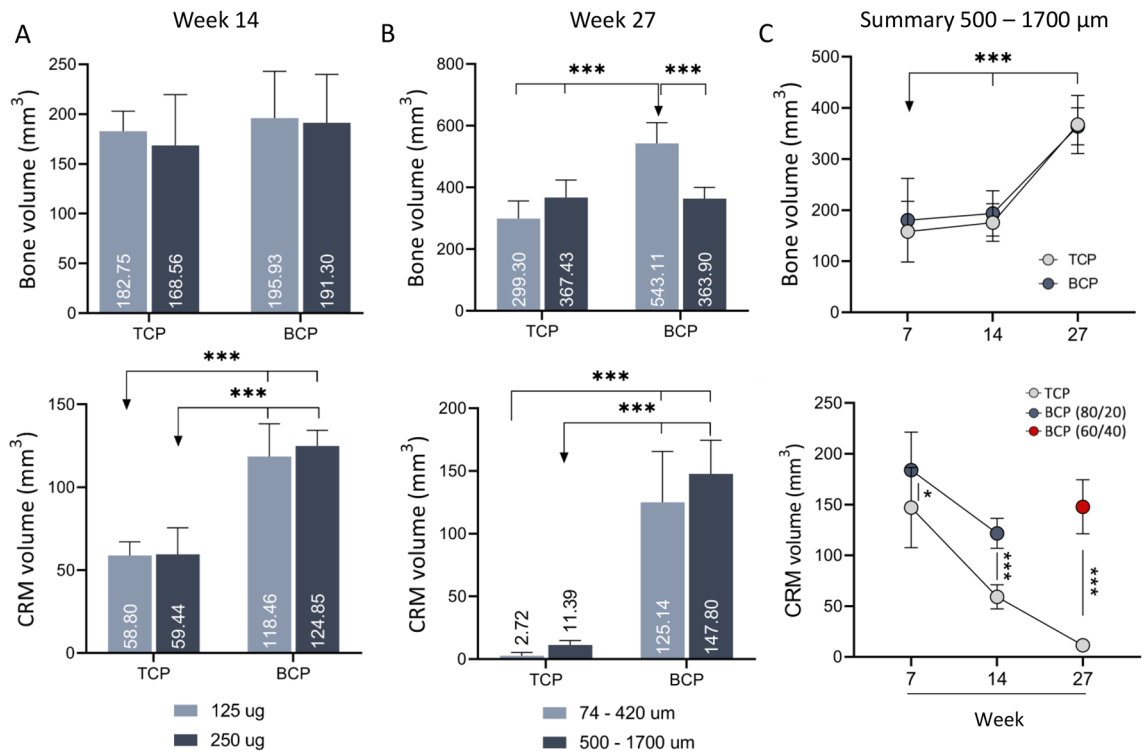 A
Week 14
Bone volume (mm³)
250
200
150
100
50
0
182.75
168.56
195.93
191.30
TCP
BCP
***
***
CRM volume (mm³)
150
100
50
0
58.80
59.44
118.46
124.85
TCP
BCP
125 ug
250 ug
B
Week 27
***
***
Bone volume (mm³)
800
600
400
200
0
299.30
367.43
543.11
363.90
TCP
BCP
***
***
CRM volume (mm³)
200
150
100
50
0
2.72
11.39
125.14
147.80
TCP
BCP
74 - 420 um
500 - 1700 um
C
Summary 500 – 1700 µm
***
Bone volume (mm³)
500
400
300
200
100
0
TCP
BCP
7
14
27
TCP
BCP (80/20)
BCP (60/40)
CRM volume (mm³)
250
200
150
100
50
0
*
***
***
7
14
27
Week